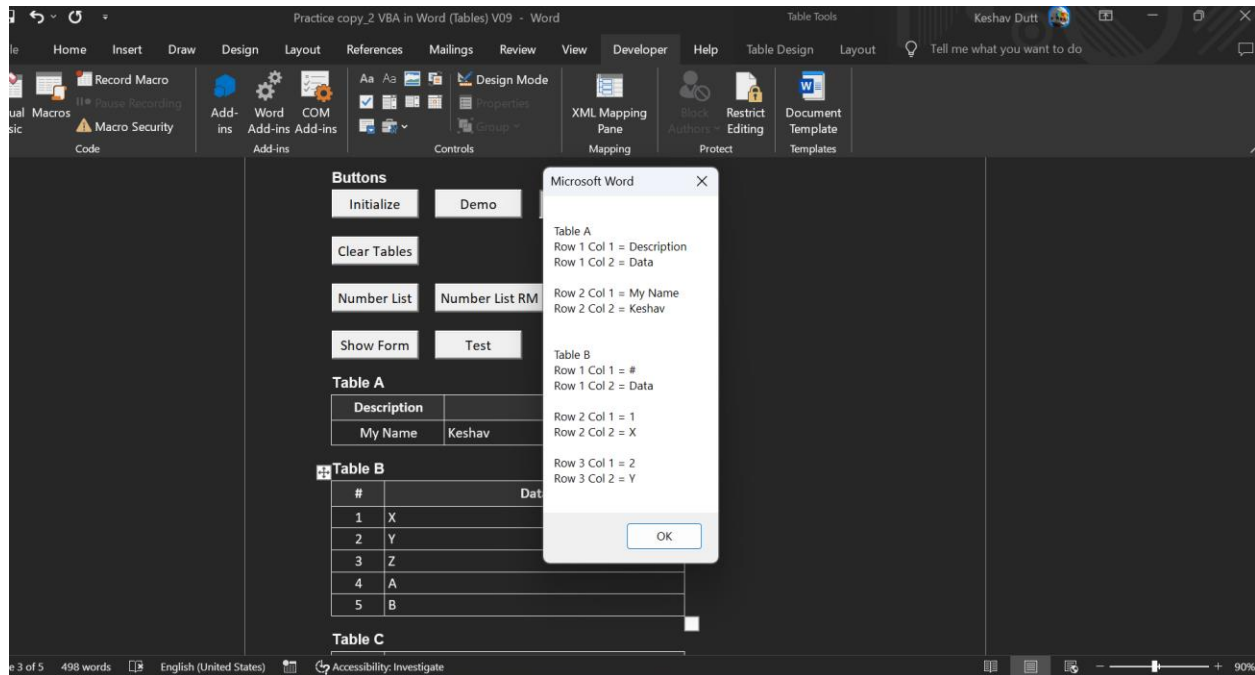 Practice copy_2 VBA in Word (Tables) V09 - Word
Table Tools
Keshav Dutt
Home Insert Draw Design Layout References Mailings Review View Developer Help Table Design Layout Tell me what you want to do
Macros
Record Macro
Pause Recording
Macro Security
Code
Add-ins
Word Add-ins
COM Add-ins
Add-ins
Aa Aa
Design Mode
Properties
Group
Controls
XML Mapping Pane
Mapping
Block Authors
Restrict Editing
Protect
Document Template
Templates
Buttons
Initialize Demo
Clear Tables
Number List Number List RM
Show Form Test
Table A
Description
My Name Keshav
Table B
#
1 X
2 Y
3 Z
4 A
5 B
Table C
Microsoft Word
Table A
Row 1 Col 1 = Description
Row 1 Col 2 = Data
Row 2 Col 1 = My Name
Row 2 Col 2 = Keshav
Table B
Row 1 Col 1 = #
Row 1 Col 2 = Data
Row 2 Col 1 = 1
Row 2 Col 2 = X
Row 3 Col 1 = 2
Row 3 Col 2 = Y
OK
3 of 5 498 words English (United States) Accessibility: Investigate 90%